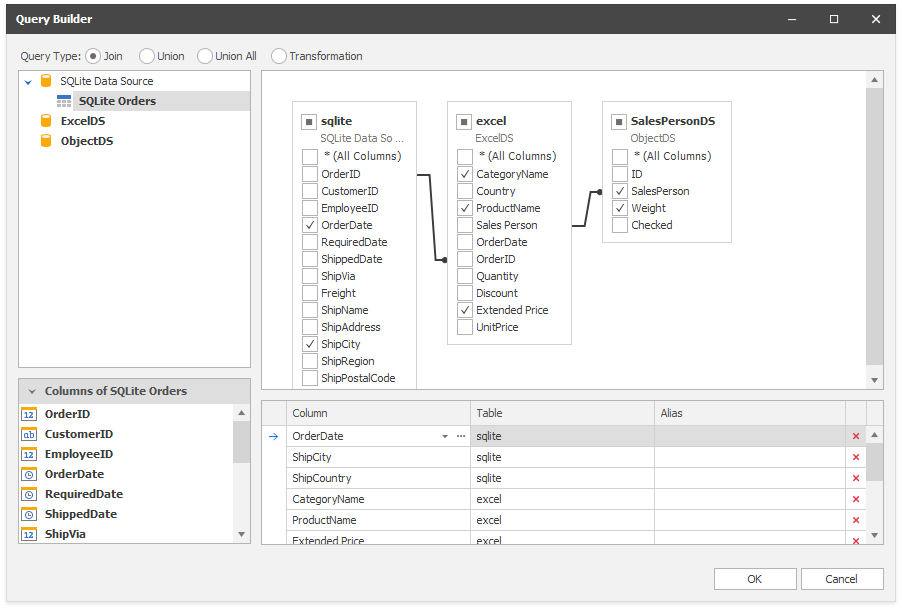 Query Builder
Query Type: Join Union Union All Transformation
SQLite Data Source
SQLite Orders
ExcelDS
ObjectDS
sqlite
SQLite Data So ...
* (All Columns)
OrderID
CustomerID
EmployeeID
OrderDate
RequiredDate
ShippedDate
ShipVia
Freight
ShipName
ShipAddress
ShipCity
ShipRegion
ShipPostalCode
excel
ExcelDS
* (All Columns)
CategoryName
Country
ProductName
Sales Person
OrderDate
OrderID
Quantity
Discount
Extended Price
UnitPrice
SalesPersonDS
ObjectDS
* (All Columns)
ID
SalesPerson
Weight
Checked
Columns of SQLite Orders
12 OrderID
ab CustomerID
12 EmployeeID
OrderDate
RequiredDate
ShippedDate
12 ShipVia
Column Table Alias
OrderDate ... sqlite
ShipCity sqlite
ShipCountry sqlite
CategoryName excel
ProductName excel
Extended Price excel
OK Cancel